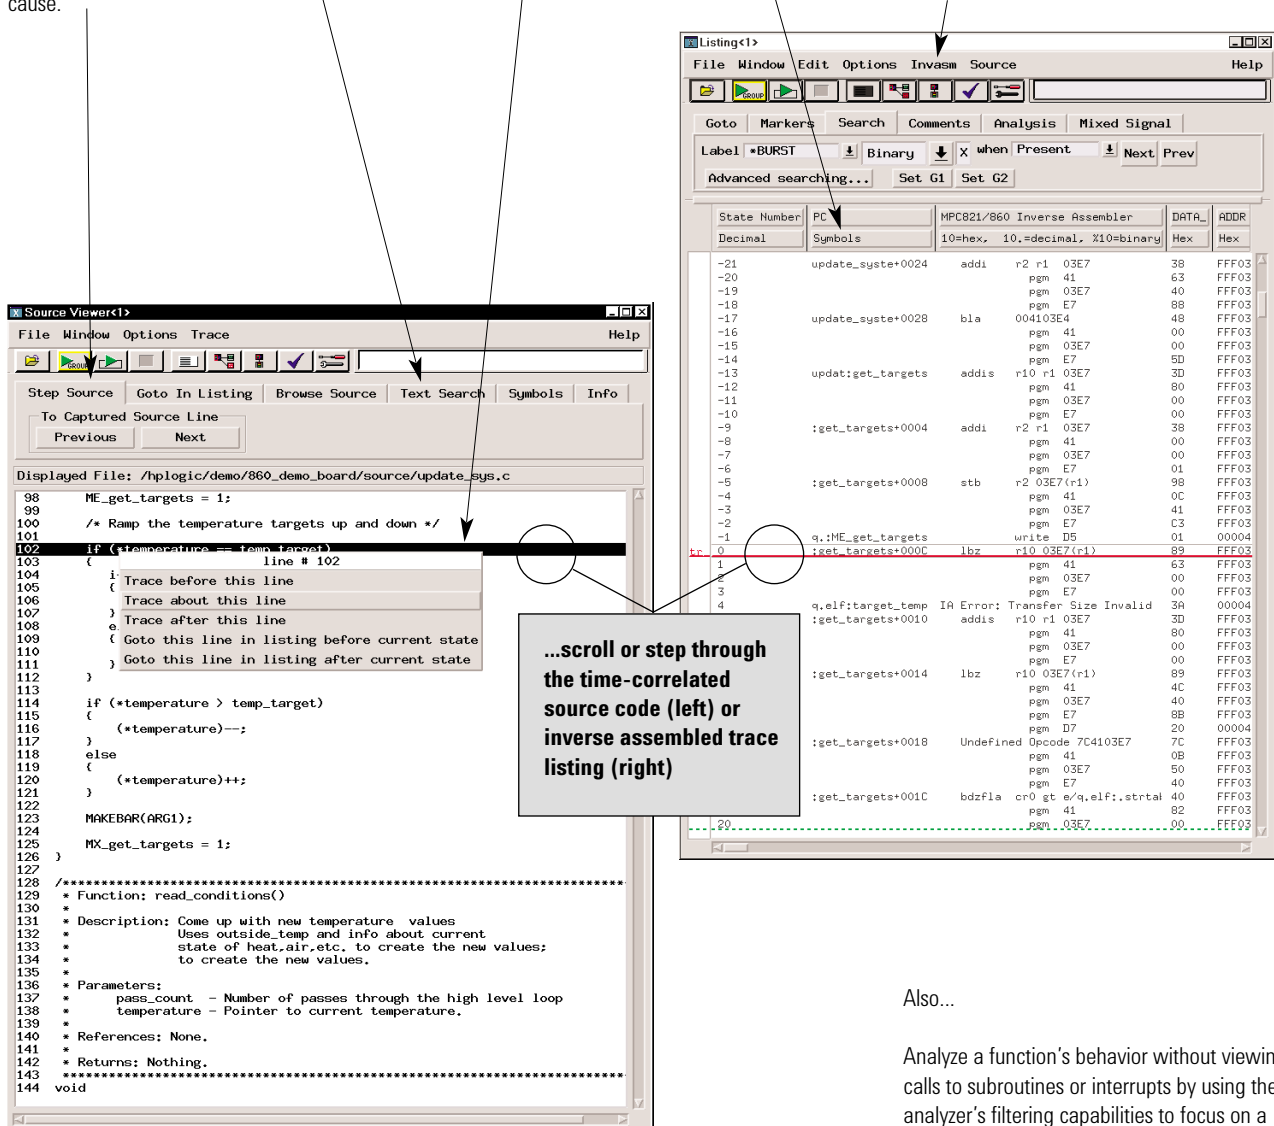 cause.
Listing<1>
File Window Edit Options Invasm Source Help
GROUP
Goto Markers Search Comments Analysis Mixed Signal
Label *BURST Binary X when Present Next Prev
Advanced searching... Set G1 Set G2
State Number PC MPC821/860 Inverse Assembler DATA_ ADDR
Decimal Symbols 10=hex, 10.=decimal, %10=binary Hex Hex
-21 update_syste+0024 addi r2 r1 03E7 38 FFF03
-20 pgm 41 63 FFF03
-19 pgm 03E7 40 FFF03
-18 pgm E7 88 FFF03
-17 update_syste+0028 bla 004103E4 48 FFF03
-16 pgm 41 00 FFF03
-15 pgm 03E7 00 FFF03
-14 pgm E7 5D FFF03
-13 updat:get_targets addis r10 r1 03E7 3D FFF03
-12 pgm 41 80 FFF03
-11 pgm 03E7 00 FFF03
-10 pgm E7 00 FFF03
-9 :get_targets+0004 addi r2 r1 03E7 38 FFF03
-8 pgm 41 00 FFF03
-7 pgm 03E7 00 FFF03
-6 pgm E7 01 FFF03
-5 :get_targets+0008 stb r2 03E7(r1) 98 FFF03
-4 pgm 41 0C FFF03
-3 pgm 03E7 41 FFF03
-2 pgm E7 C3 FFF03
-1 q.:ME_get_targets write D5 01 00004
tr 0 :get_targets+000C lbz r10 03E7(r1) 89 FFF03
1 pgm 41 63 FFF03
2 pgm 03E7 00 FFF03
3 pgm E7 00 FFF03
4 q.elf:target_temp IA Error: Transfer Size Invalid 3A 00004
:get_targets+0010 addis r10 r1 03E7 3D FFF03
pgm 41 80 FFF03
pgm 03E7 00 FFF03
pgm E7 00 FFF03
:get_targets+0014 lbz r10 03E7(r1) 89 FFF03
pgm 41 4C FFF03
pgm 03E7 40 FFF03
pgm E7 8B FFF03
pgm D7 20 00004
:get_targets+0018 Undefined Opcode 7C4103E7 7C FFF03
pgm 41 0B FFF03
pgm 03E7 50 FFF03
pgm E7 40 FFF03
:get_targets+001C bdzfla cr0 gt e/q.elf:.strtab 40 FFF03
pgm 41 82 FFF03
20 pgm 03E7 00 FFF03
Source Viewer<1>
File Window Options Trace Help
GROUP
Step Source Goto In Listing Browse Source Text Search Symbols Info
To Captured Source Line
Previous Next
Displayed File: /hplogic/demo/860_demo_board/source/update_sys.c
98 ME_get_targets = 1;
99
100 /* Ramp the temperature targets up and down */
101
102 if (*temperature == temp_target)
103 {
104 i
105 {
106
107 }
108 e
109 {
110
111 }
112 }
113
114 if (*temperature > temp_target)
115 {
116 (*temperature)--;
117 }
118 else
119 {
120 (*temperature)++;
121 }
122
123 MAKEBAR(ARG1);
124
125 MX_get_targets = 1;
126 }
127
128 /*************************************************************************
129 * Function: read_conditions()
130 *
131 * Description: Come up with new temperature values
132 * Uses outside_temp and info about current
133 * state of heat,air,etc. to create the new values;
134 * to create the new values.
135 *
136 * Parameters:
137 * pass_count - Number of passes through the high level loop
138 * temperature - Pointer to current temperature.
139 *
140 * References: None.
141 *
142 * Returns: Nothing.
143 *************************************************************************
144 void
line # 102
Trace before this line
Trace about this line
Trace after this line
Goto this line in listing before current state
Goto this line in listing after current state
...scroll or step through
the time-correlated
source code (left) or
inverse assembled trace
listing (right)
Also...
Analyze a function's behavior without viewin
calls to subroutines or interrupts by using the
analyzer's filtering capabilities to focus on a